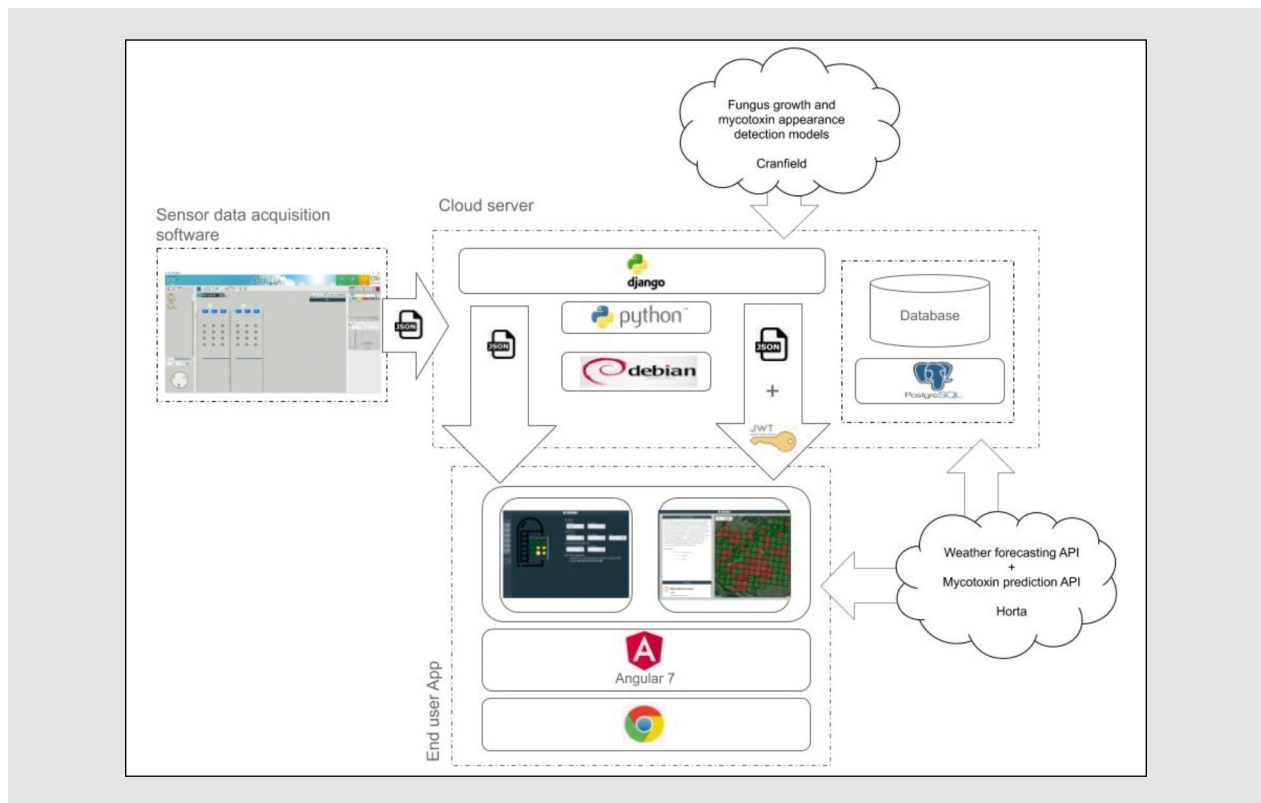 Fungus growth and
mycotoxin appearance
detection models
Cranfield
Sensor data acquisition
software
Cloud server
django
python
debian
JSON
JSON
JSON
+
JWT
Database
PostgreSQL
Weather forecasting API
+
Mycotoxin prediction API
Horta
End user App
Angular 7